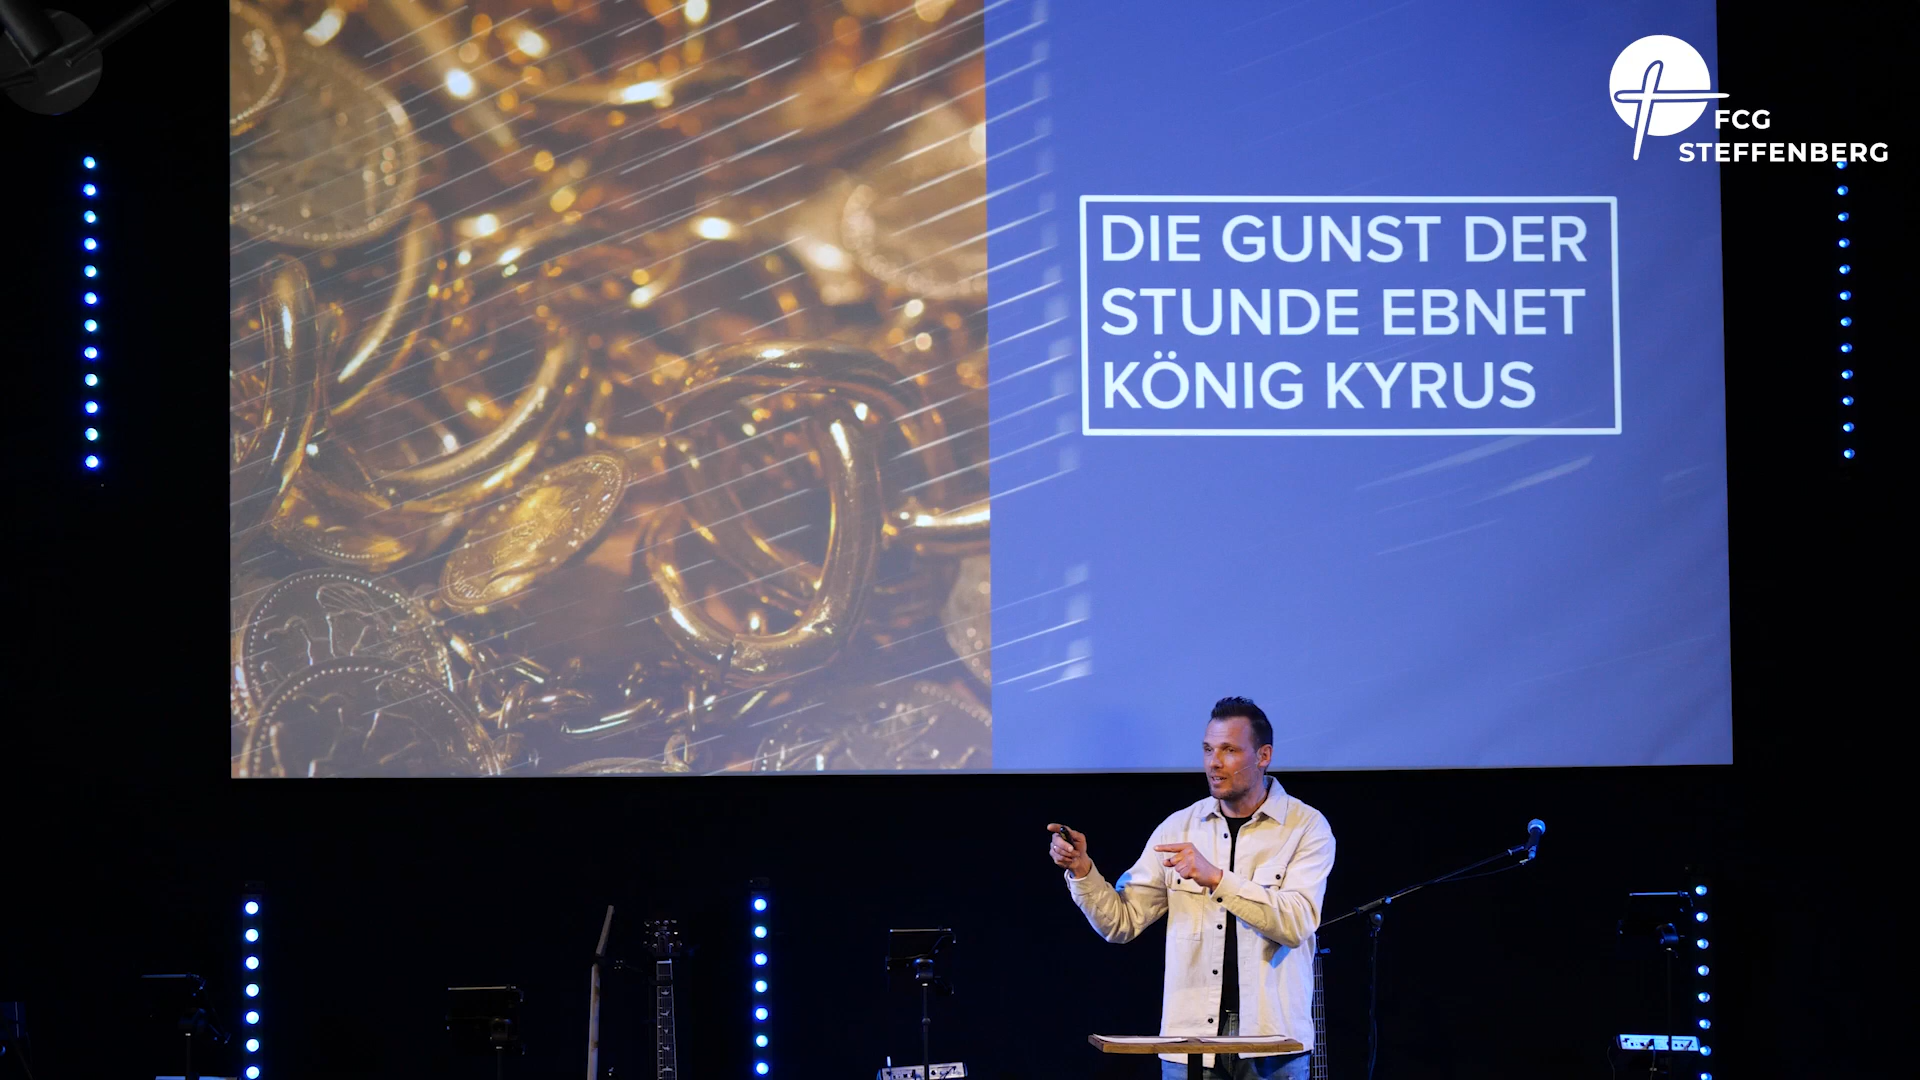 FCG
STEFFENBERG
DIE GUNST DER
STUNDE EBNET
KÖNIG KYRUS